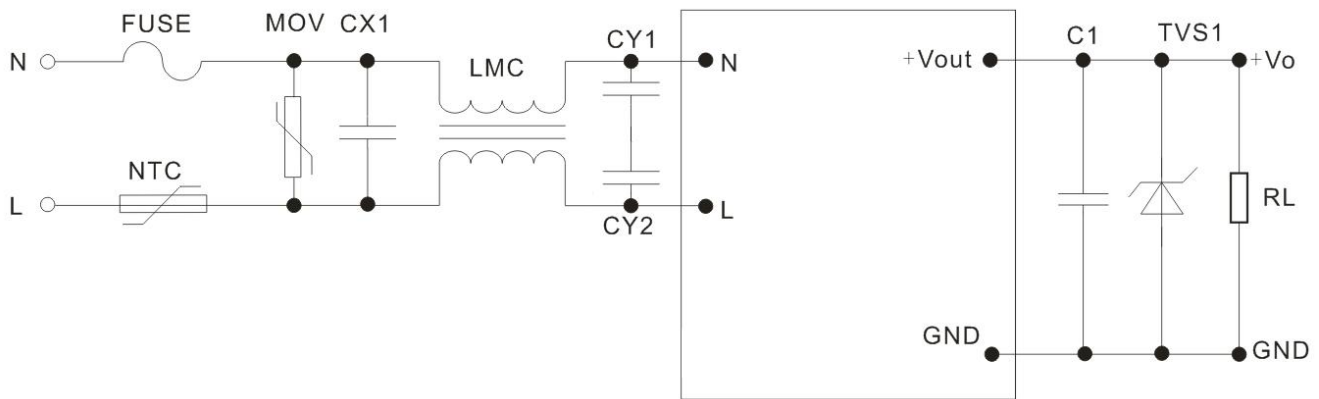 FUSE
MOV
CX1
N
LMC
CY1
N
NTC
L
CY2
L
+Vout
C1
TVS1
+Vo
RL
GND
GND